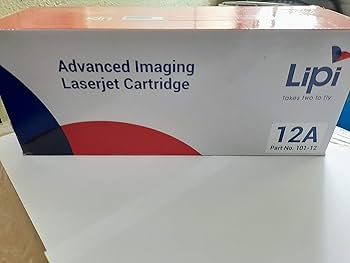 Advanced Imaging
Laserjet Cartridge
Lipi
takes two to fly
12A
Part No. 101-12